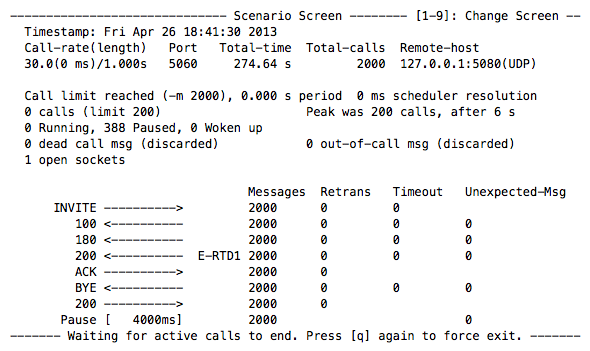 ------------------------------ Scenario Screen -------- [1-9]: Change Screen --
Timestamp: Fri Apr 26 18:41:30 2013
Call-rate(length)   Port   Total-time  Total-calls  Remote-host
30.0(0 ms)/1.000s   5060     274.64 s         2000  127.0.0.1:5080(UDP)
Call limit reached (-m 2000), 0.000 s period  0 ms scheduler resolution
0 calls (limit 200)                    Peak was 200 calls, after 6 s
0 Running, 388 Paused, 0 Woken up
0 dead call msg (discarded)            0 out-of-call msg (discarded)
1 open sockets
Messages  Retrans   Timeout   Unexpected-Msg
INVITE ---------->         2000      0         0
100 <----------         2000      0         0         0
180 <----------         2000      0         0         0
200 <----------  E-RTD1 2000      0         0         0
ACK ---------->         2000      0
BYE <----------         2000      0         0         0
200 ---------->         2000      0
Pause [   4000ms]         2000                          0
------- Waiting for active calls to end. Press [q] again to force exit. -------